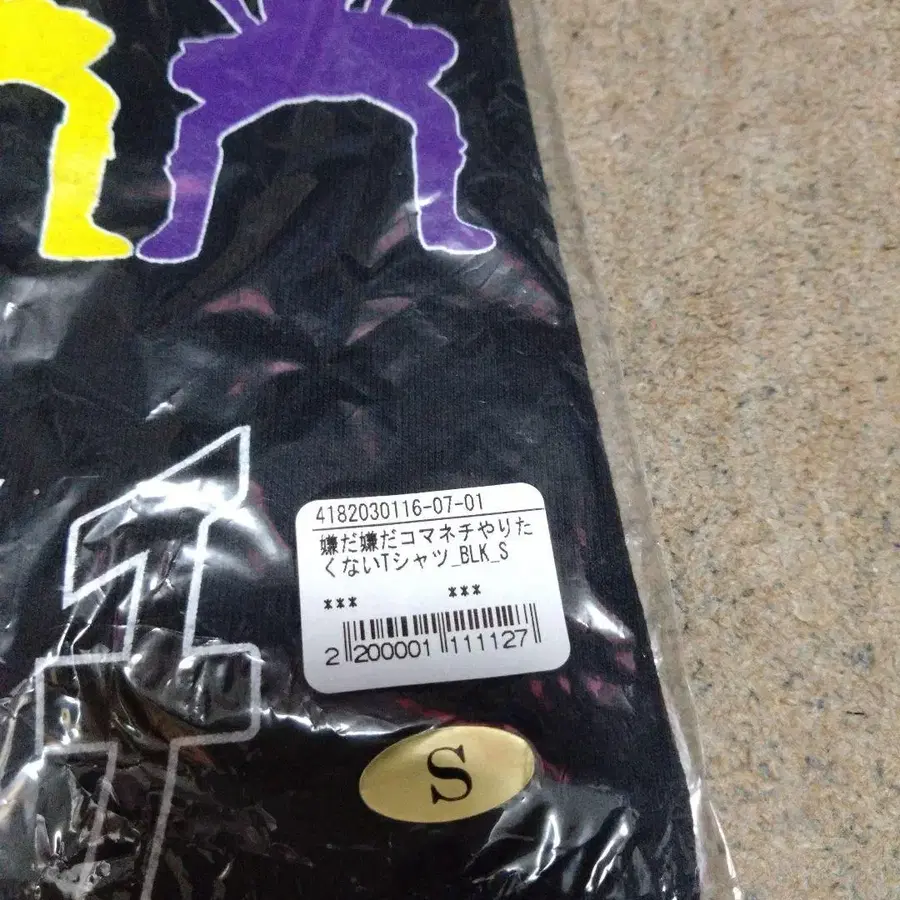 4182030116-07-01
嫌だ嫌だコマネチやりた
くないTシャツ_BLK_S
*** ***
2 200001 111127
S